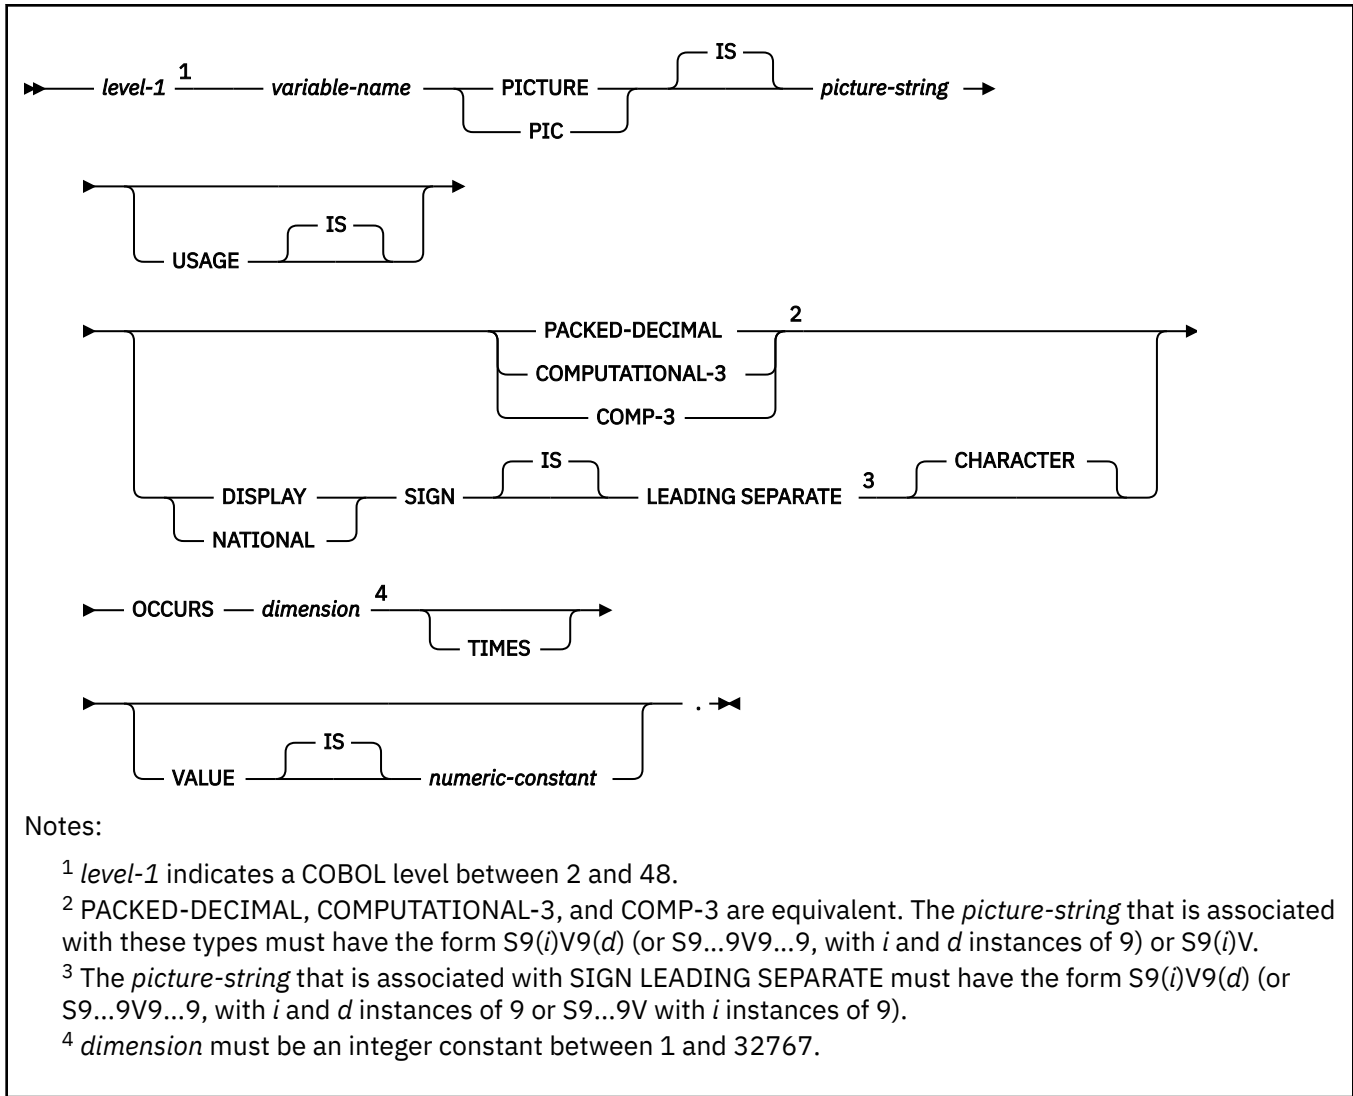 IS
level-1 1 variable-name PICTURE picture-string
PIC
IS
USAGE
PACKED-DECIMAL 2
COMPUTATIONAL-3
COMP-3
IS CHARACTER
DISPLAY SIGN LEADING SEPARATE 3
NATIONAL
OCCURS dimension 4
TIMES
.
IS
VALUE numeric-constant
Notes:
1 level-1 indicates a COBOL level between 2 and 48.
2 PACKED-DECIMAL, COMPUTATIONAL-3, and COMP-3 are equivalent. The picture-string that is associated
with these types must have the form S9(i)V9(d) (or S9...9V9...9, with i and d instances of 9) or S9(i)V.
3 The picture-string that is associated with SIGN LEADING SEPARATE must have the form S9(i)V9(d) (or
S9...9V9...9, with i and d instances of 9 or S9...9V with i instances of 9).
4 dimension must be an integer constant between 1 and 32767.